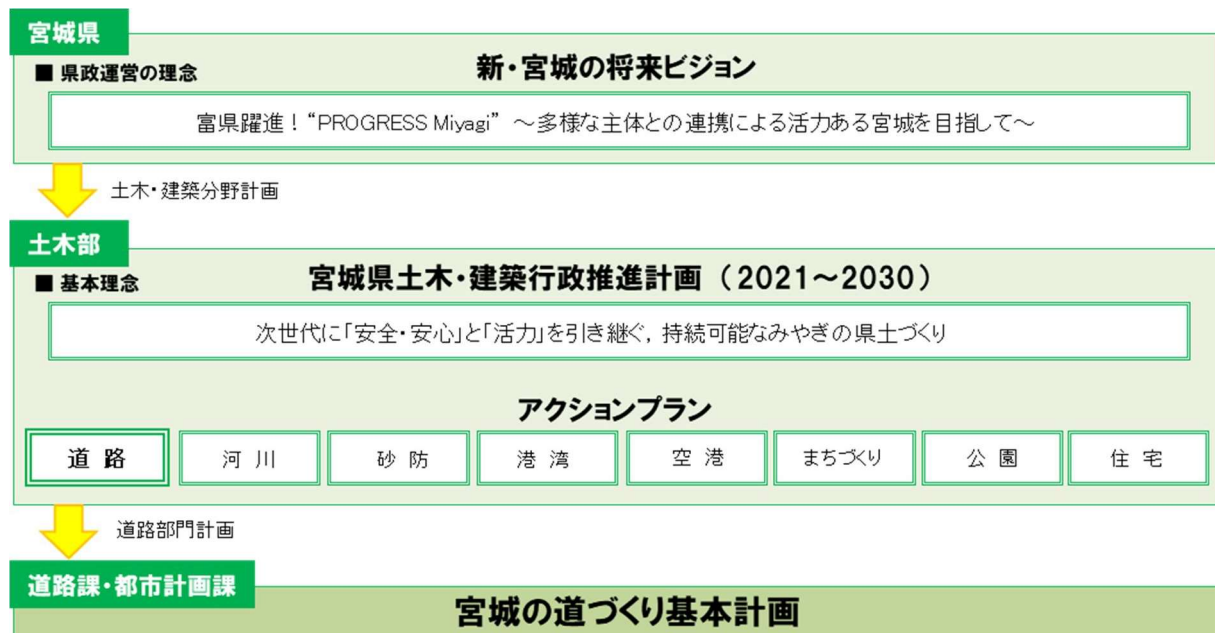 宮城県
■ 県政運営の理念
新・宮城の将来ビジョン
富県躍進！“PROGRESS Miyagi” ～多様な主体との連携による活力ある宮城を目指して～
土木・建築分野計画
土木部
■ 基本理念
宮城県土木・建築行政推進計画（2021～2030）
次世代に「安全・安心」と「活力」を引き継ぐ，持続可能なみやぎの県土づくり
アクションプラン
道 路 河 川 砂 防 港 湾 空 港 まちづくり 公 園 住 宅
道路部門計画
道路課・都市計画課
宮城の道づくり基本計画